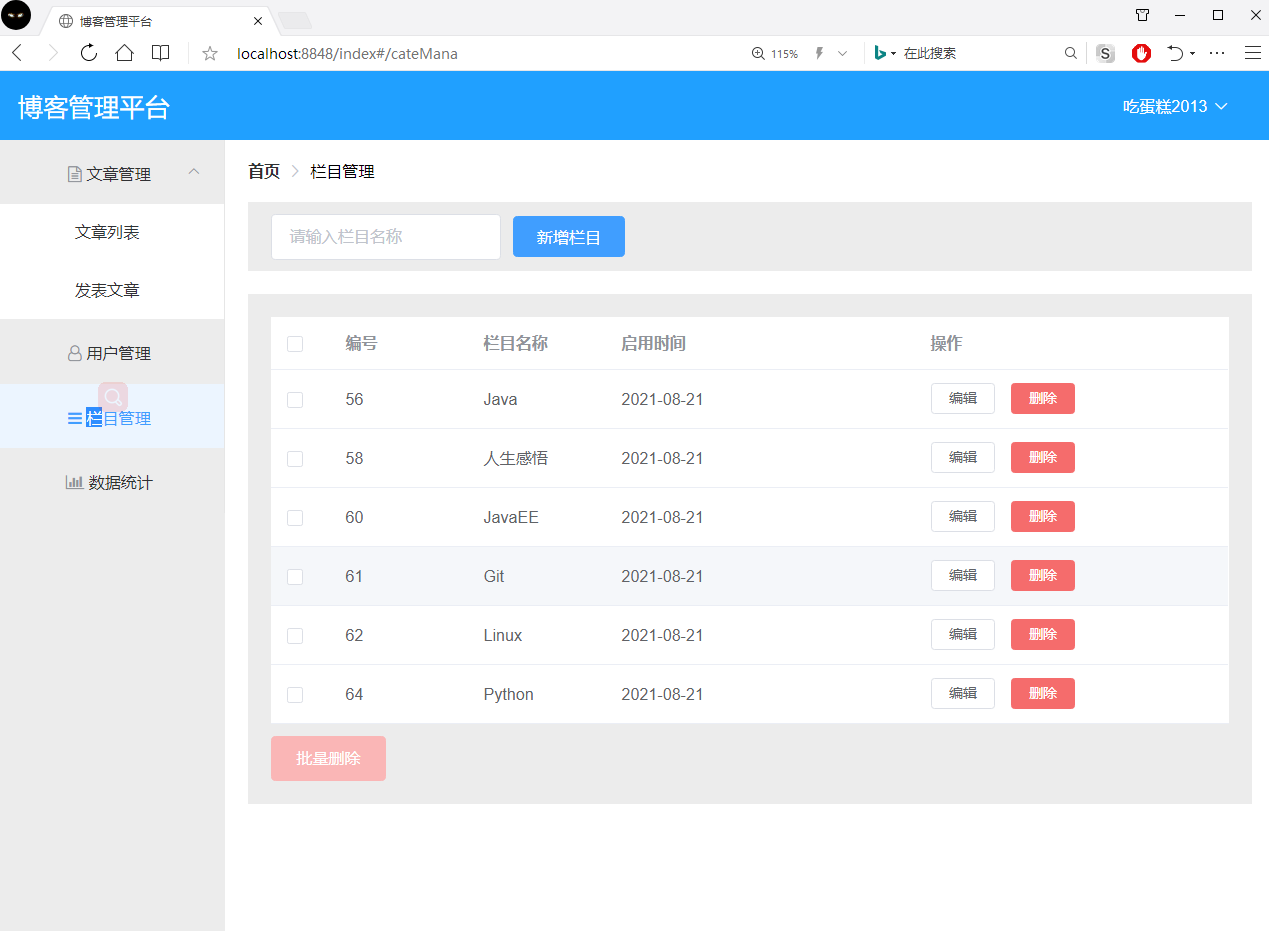 博客管理平台
localhost:8848/index#/cateMana
115%
在此搜索
S
博客管理平台
吃蛋糕2013
文章管理
文章列表
发表文章
用户管理
栏目管理
数据统计
首页 栏目管理
请输入栏目名称 新增栏目
编号 栏目名称 启用时间 操作
56 Java 2021-08-21 编辑 删除
58 人生感悟 2021-08-21 编辑 删除
60 JavaEE 2021-08-21 编辑 删除
61 Git 2021-08-21 编辑 删除
62 Linux 2021-08-21 编辑 删除
64 Python 2021-08-21 编辑 删除
批量删除